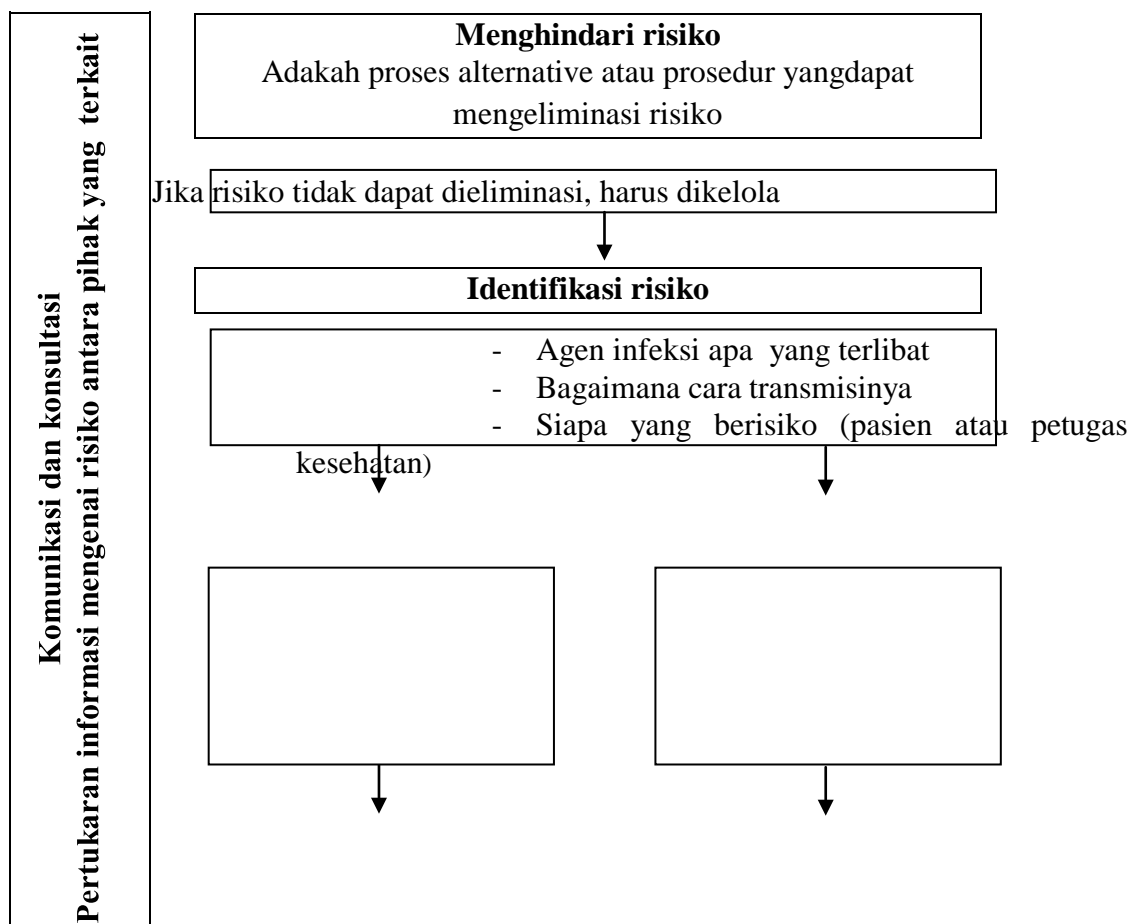 Komunikasi dan konsultasi
Pertukaran informasi mengenai risiko antara pihak yang terkait
Menghindari risiko
Adakah proses alternative atau prosedur yangdapat
mengeliminasi risiko
Jika risiko tidak dapat dieliminasi, harus dikelola
Identifikasi risiko
- Agen infeksi apa yang terlibat
- Bagaimana cara transmisinya
- Siapa yang berisiko (pasien atau petugas
kesehatan)